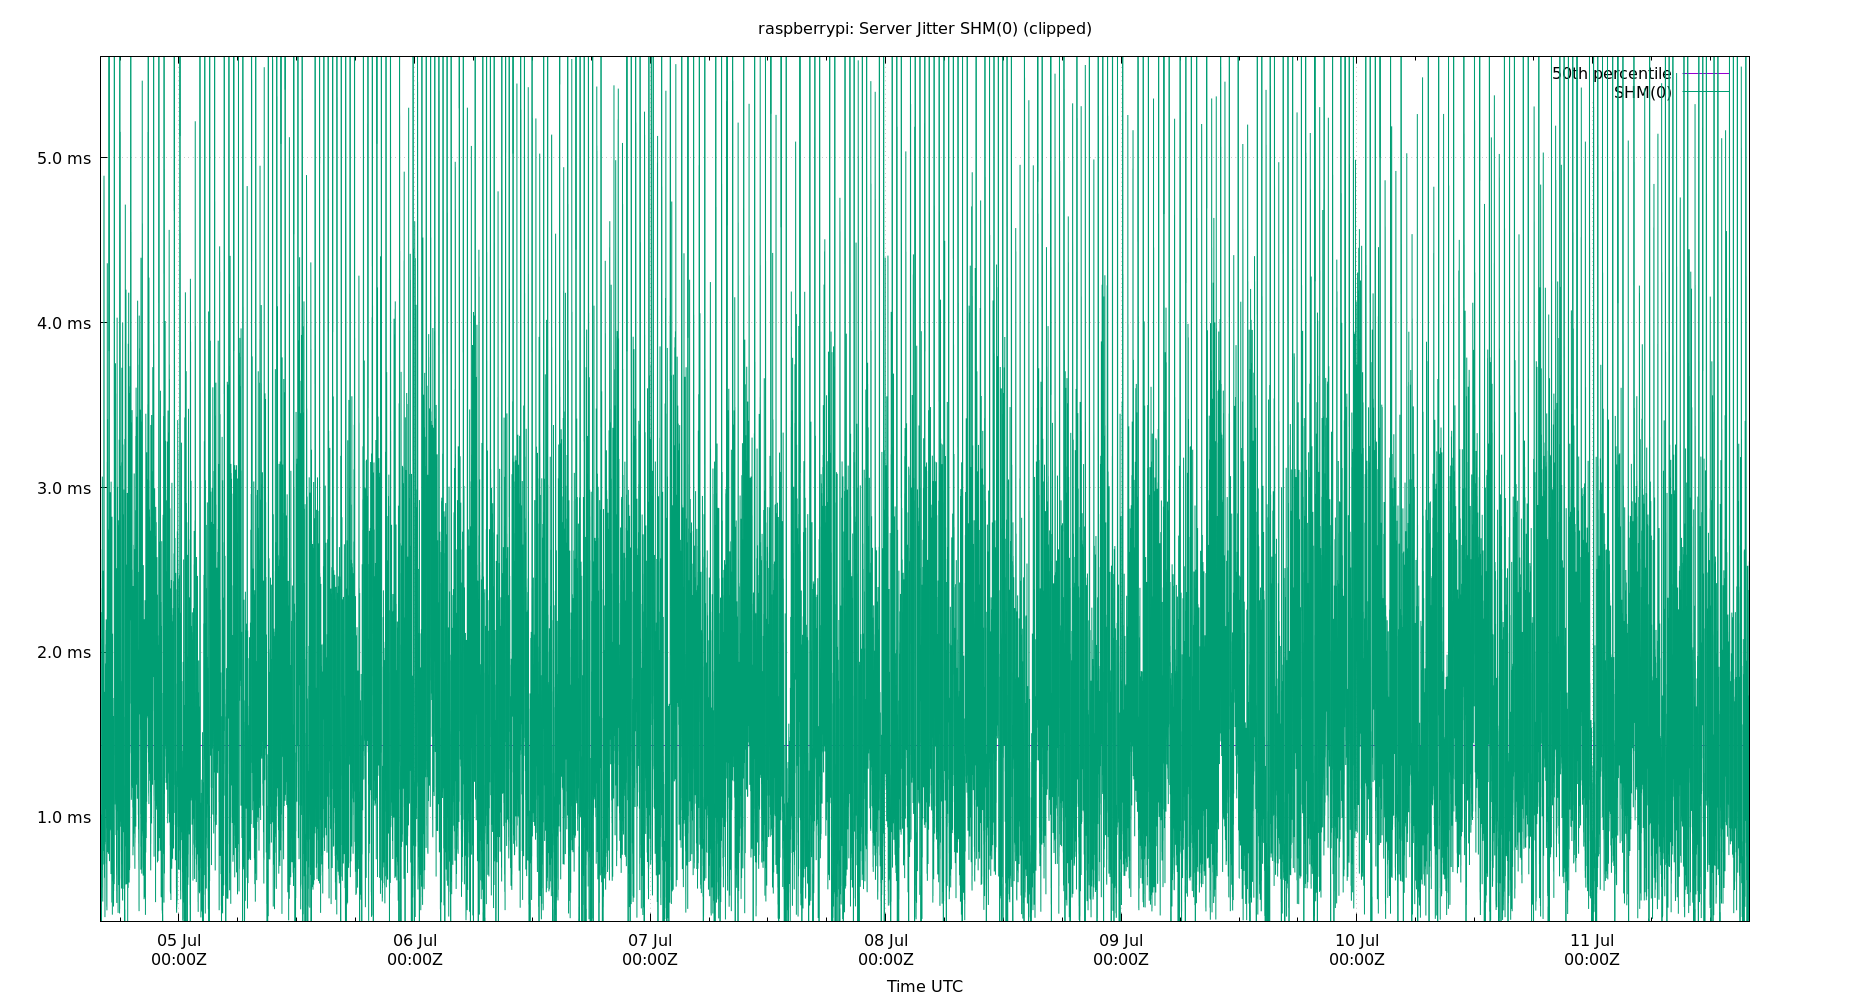 raspberrypi: Server Jitter SHM(0) (clipped)
50th percentile
SHM(0)
5.0 ms
4.0 ms
3.0 ms
2.0 ms
1.0 ms
05 Jul 06 Jul 07 Jul 08 Jul 09 Jul 10 Jul 11 Jul
00:00Z 00:00Z 00:00Z 00:00Z 00:00Z 00:00Z 00:00Z
Time UTC